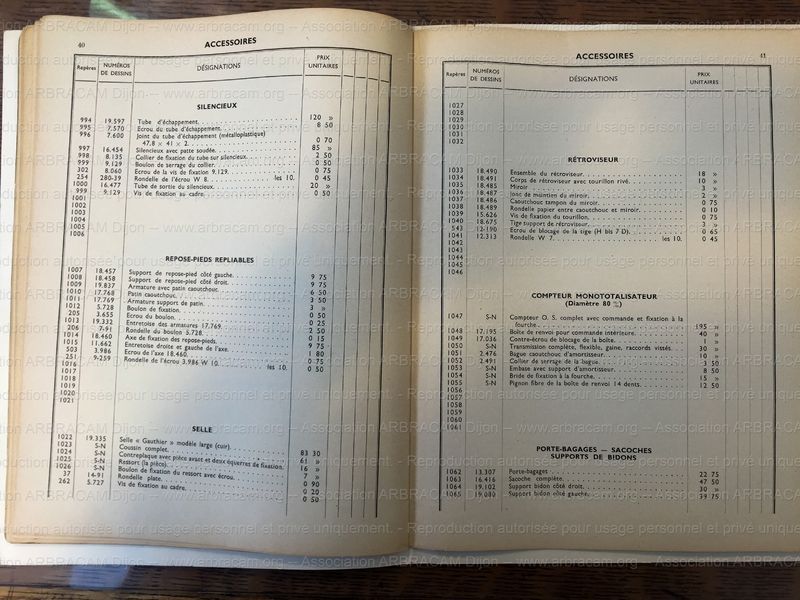 40
ACCESSOIRES
Repères NUMÉROS DE DESSINS DÉSIGNATIONS PRIX UNITAIRES
SILENCIEUX
994 19.597 Tube d'échappement. 120 »
995 7.570 Ecrou du tube d'échappement. 8 50
996 7.600 Joint du tube d'échappement (métalloplastique)
47,8 × 41 × 2. 0 70
997 16.454 Silencieux avec patte soudée. 85 »
998 8.135 Collier de fixation du tube sur silencieux. 2 50
999 9.129 Boulon de serrage du collier. 0 50
302 8.060 Ecrou de la vis de fixation 9.129. 0 75
254 280-39 Rondelle de l'écrou W 8. les 10. 0 45
1000 16.477 Tube de sortie du silencieux. 20 »
999 9.129 Vis de fixation au cadre. 0 50
1001
1002
1003
1004
1005
1006
REPOSE-PIEDS REPLIABLES
1007 18.457 Support de repose-pied côté gauche. 9 75
1008 18.458 Support de repose-pied côté droit. 9 75
1009 19.837 Armature avec patin caoutchouc. 6 50
1010 17.768 Patin caoutchouc. 3 50
1011 17.769 Armature support de patin. 3 »
1012 5.728 Boulon de fixation. 0 50
205 3.655 Ecrou du boulon. 0 25
1013 19.332 Entretoise des armatures 17.769. 2 50
206 7-91 Rondelle du boulon 5.728. 0 15
1014 18.460 Axe de fixation des repose-pieds. 9 75
1015 11.662 Entretoise droite et gauche de l'axe. 1 80
503 3.986 Ecrou de l'axe 18.460. 0 75
251 9-259 Rondelle de l'écrou 3.986 W 10. les 10. 0 50
1016
1017
1018
1019
1020
1021
SELLE
1022 19.335 Selle « Gauthier » modèle large (cuir). 83 30
1023 S-N Coussin complet. 61 »
1024 S-N Contreplaque avec pièce avant et deux équerres de fixation. 16 »
1025 S-N Ressort (la pièce). 7 »
1026 S-N Boulon de fixation du ressort avec écrou. 0 90
37 14-91 Rondelle plate. 0 20
262 5.727 Vis de fixation au cadre. 0 50
ACCESSOIRES
41
Repères NUMÉROS DE DESSINS DÉSIGNATIONS PRIX UNITAIRES
1027
1028
1029
1030
1031
1032
RÉTROVISEUR
1033 18.490 Ensemble du rétroviseur. 18 »
1034 18.491 Corps de rétroviseur avec tourillon rivé. 10 »
1035 18.485 Miroir. 3 »
1036 18.487 Jonc de maintien du miroir. 2 »
1037 18.486 Caoutchouc tampon du miroir. 0 75
1038 18.489 Rondelle papier entre caoutchouc et miroir. 0 10
1039 15.626 Vis de fixation du tourillon. 0 75
1040 18.675 Tige support de rétroviseur. 3 »
543 12-190 Ecrou de blocage de la tige (H bis 7 D). 0 65
1041 12.313 Rondelle W 7. les 10. 0 45
1042
1043
1044
1045
1046
COMPTEUR MONOTOTALISATEUR
(Diamètre 80 m/m)
1047 S-N Compteur O. S. complet avec commande et fixation à la
fourche. 195 »
1048 17.195 Boîte de renvoi pour commande intérieure. 40 »
1049 17.036 Contre-écrou de blocage de la boîte. 1 »
1050 S-N Transmission complète, flexible, gaine, raccords vissés. 30 »
1051 2.476 Bague caoutchouc d'amortisseur. 10 »
1052 2.491 Collier de serrage de la bague. 3 50
1053 S-N Embase avec support d'amortisseur. 8 50
1054 S-N Bride de fixation à la fourche. 15 »
1055 S-N Pignon fibre de la boîte de renvoi 14 dents. 12 50
1056
1057
1058
1059
1060
1061
PORTE-BAGAGES — SACOCHES
SUPPORTS DE BIDONS
1062 13.307 Porte-bagages. 22 75
1063 16.416 Sacoche complète. 47 50
1064 19.102 Support bidon côté droit. 30 »
1065 19.080 Support bidon côté gauche. 39 75
www.arbracam.org -- Association ARBRACAM Dijon -- Reproduction autorisée pour usage personnel et privé uniquement.